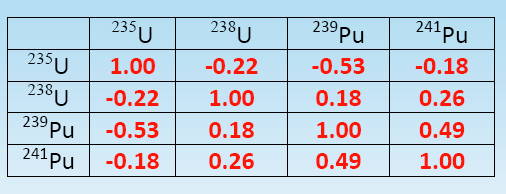 ²³⁵U ²³⁸U ²³⁹Pu ²⁴¹Pu
²³⁵U 1.00 -0.22 -0.53 -0.18
²³⁸U -0.22 1.00 0.18 0.26
²³⁹Pu -0.53 0.18 1.00 0.49
²⁴¹Pu -0.18 0.26 0.49 1.00